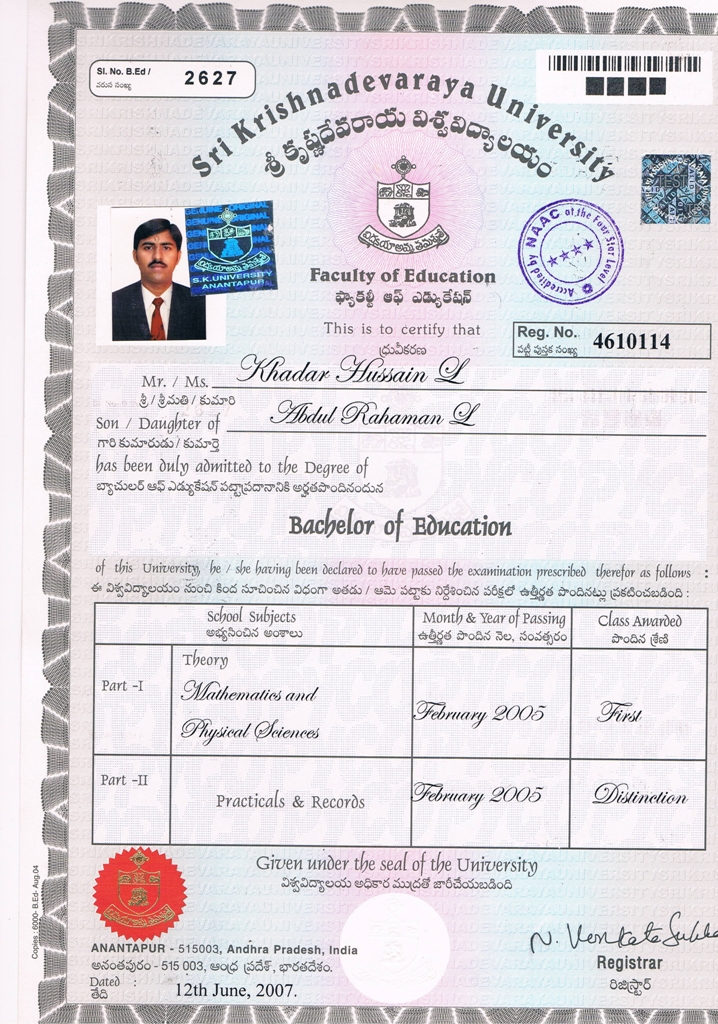 Sl. No. B.Ed / 2627
వరుస సంఖ్య
Sri Krishnadevaraya University
శ్రీ కృష్ణదేవరాయ విశ్వవిద్యాలయం
GENUINE ORIGINAL
S.K.UNIVERSITY
ANANTAPUR
Accredited by NAAC at the Four Star Level
Faculty of Education
ఫ్యాకల్టీ ఆఫ్ ఎడ్యుకేషన్
This is to certify that
ధ్రువీకరణ
Reg. No. 4610114
పట్టీ పుస్తక సంఖ్య
Mr. / Ms. Khadar Hussain L
శ్రీ / శ్రీమతి / కుమారి
Son / Daughter of Abdul Rahaman L
గారి కుమారుడు / కుమార్తె
has been duly admitted to the Degree of
బ్యాచులర్ ఆఫ్ ఎడ్యుకేషన్ పట్టాప్రదానానికి అర్హతపొందినందున
Bachelor of Education
of this University, he / she having been declared to have passed the examination prescribed therefor as follows :
ఈ విశ్వవిద్యాలయం నుంచి కింద సూచించిన విధంగా అతడు / ఆమె పట్టాకు నిర్దేశించిన పరీక్షలో ఉత్తీర్ణత పొందినట్లు ప్రకటించబడింది :
School Subjects Month & Year of Passing Class Awarded
అభ్యసించిన అంశాలు ఉత్తీర్ణత పొందిన నెల, సంవత్సరం పొందిన శ్రేణి
Part -I Theory
Mathematics and
Physical Sciences February 2005 First
Part -II Practicals & Records February 2005 Distinction
Given under the seal of the University
విశ్వవిద్యాలయ అధికార ముద్రతో జారీచేయబడింది
Copies : 6000- B.Ed- Aug.04
ANANTAPUR - 515003, Andhra Pradesh, India
అనంతపురం - 515 003, ఆంధ్ర ప్రదేశ్, భారతదేశం.
Dated : 12th June, 2007.
తేది
Registrar
రిజిస్ట్రార్